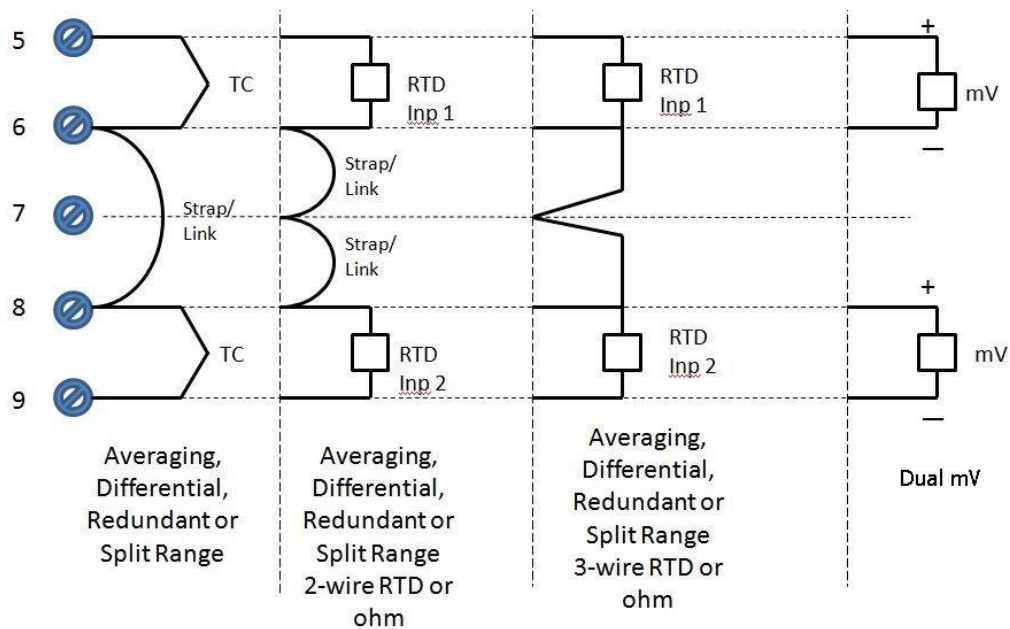 5
6
7
8
9
TC
Strap/
Link
TC
RTD
Inp 1
Strap/
Link
Strap/
Link
RTD
Inp 2
RTD
Inp 1
RTD
Inp 2
+
mV
—
+
mV
—
Averaging,
Differential,
Redundant or
Split Range
Averaging,
Differential,
Redundant or
Split Range
2-wire RTD or
ohm
Averaging,
Differential,
Redundant or
Split Range
3-wire RTD or
ohm
Dual mV